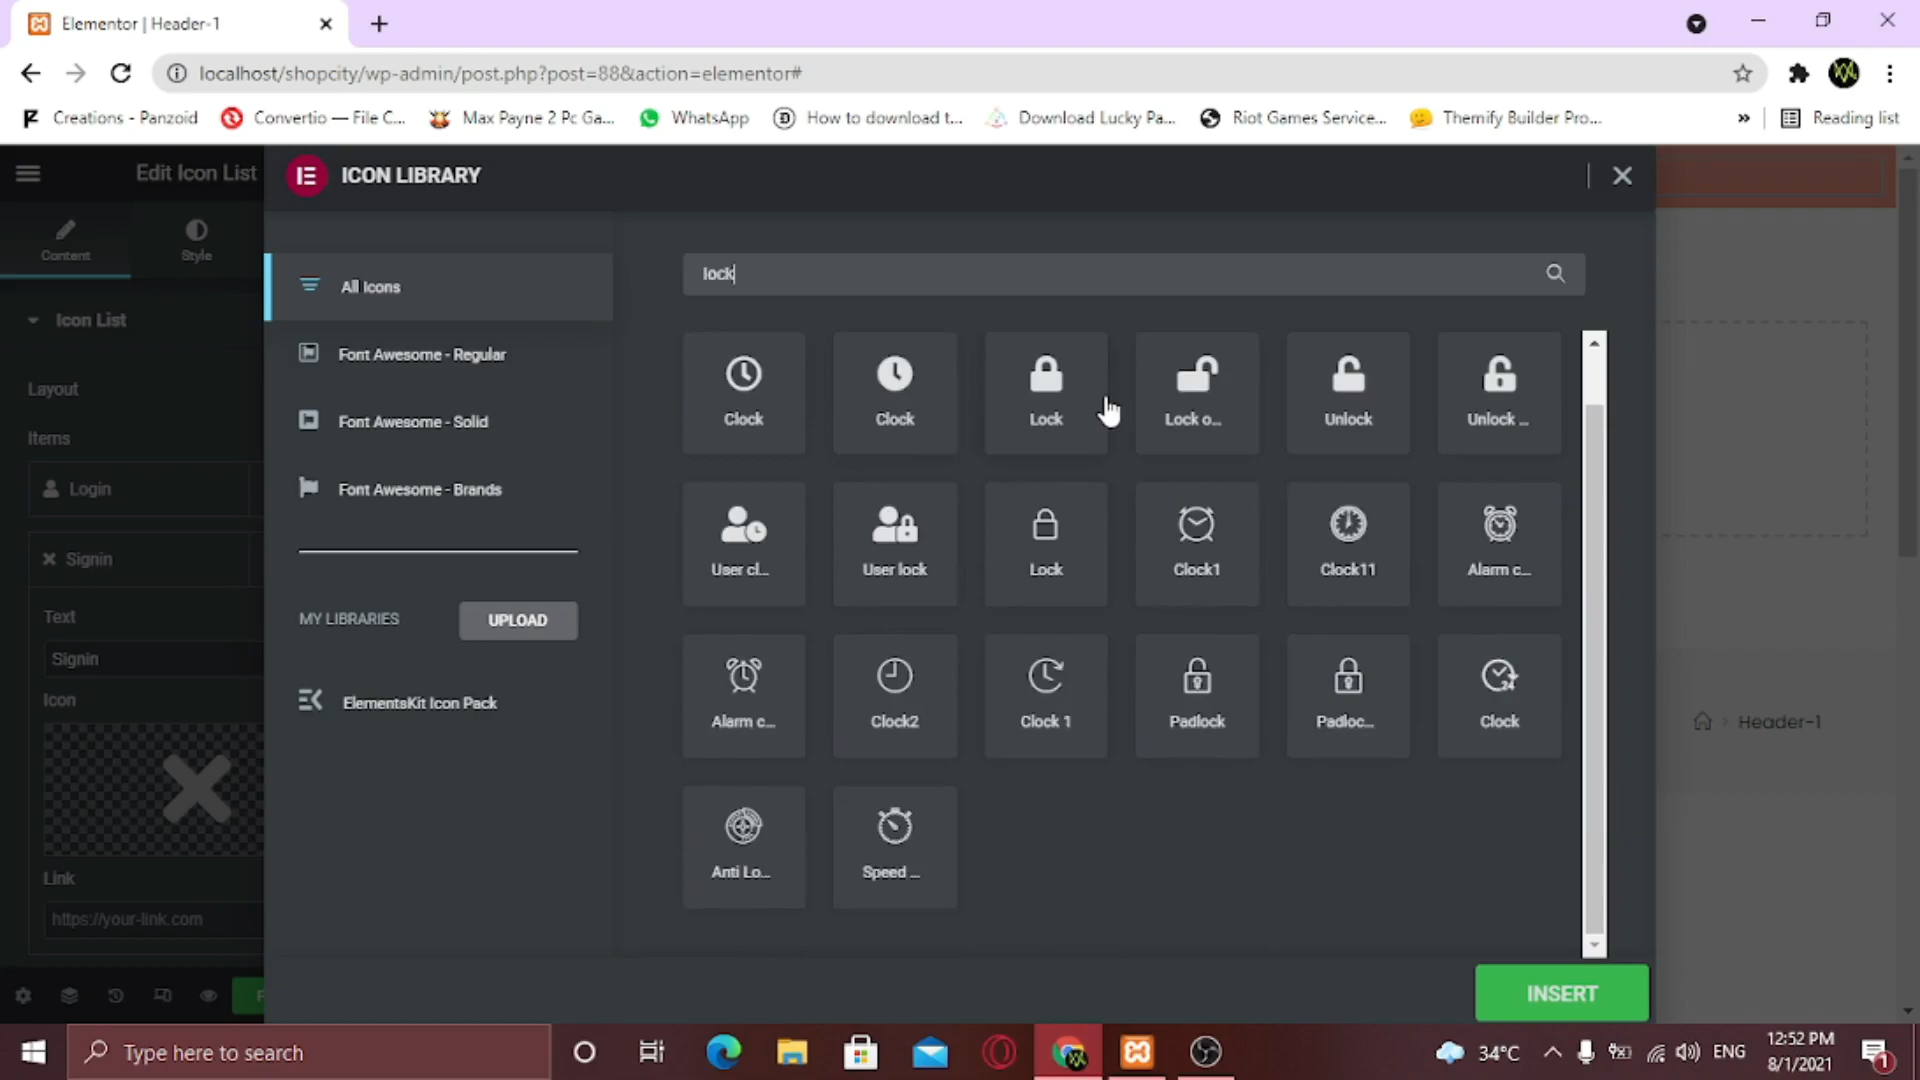 Elementor | Header-1
localhost/shopcity/wp-admin/post.php?post=88&action=elementor#
Creations - Panzoid
Convertio — File C...
Max Payne 2 Pc Ga...
WhatsApp
How to download t...
Download Lucky Pa...
Riot Games Service...
Themify Builder Pro...
»
Reading list
Edit Icon List
ICON LIBRARY
Content
Style
Icon List
Layout
Items
Login
Signin
Text
Signin
Icon
Link
https://your-link.com
All Icons
Font Awesome - Regular
Font Awesome - Solid
Font Awesome - Brands
MY LIBRARIES
UPLOAD
ElementsKit Icon Pack
lock
Clock
Clock
Lock
Lock o...
Unlock
Unlock ...
User cl...
User lock
Lock
Clock1
Clock11
Alarm c...
Alarm c...
Clock2
Clock 1
Padlock
Padloc...
Clock
24
Anti Lo...
Speed ...
INSERT
Header-1
Type here to search
34°C
ENG
12:52 PM
8/1/2021
1